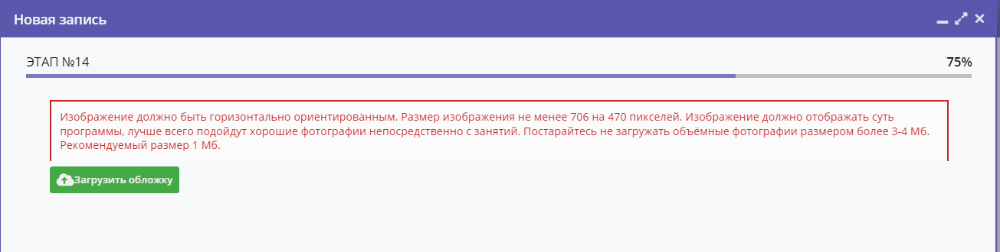 Новая запись
ЭТАП №14 75%
Изображение должно быть горизонтально ориентированным. Размер изображения не менее 706 на 470 пикселей. Изображение должно отображать суть
программы, лучше всего подойдут хорошие фотографии непосредственно с занятий. Постарайтесь не загружать объёмные фотографии размером более 3-4 Мб.
Рекомендуемый размер 1 Мб.
Загрузить обложку